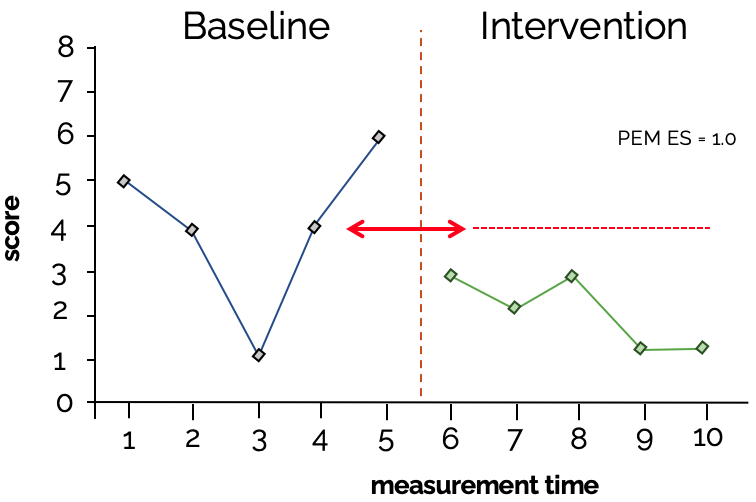 Baseline
Intervention
8
7
6
5
4
3
2
1
0
score
PEM ES = 1.0
1 2 3 4 5 6 7 8 9 10
measurement time